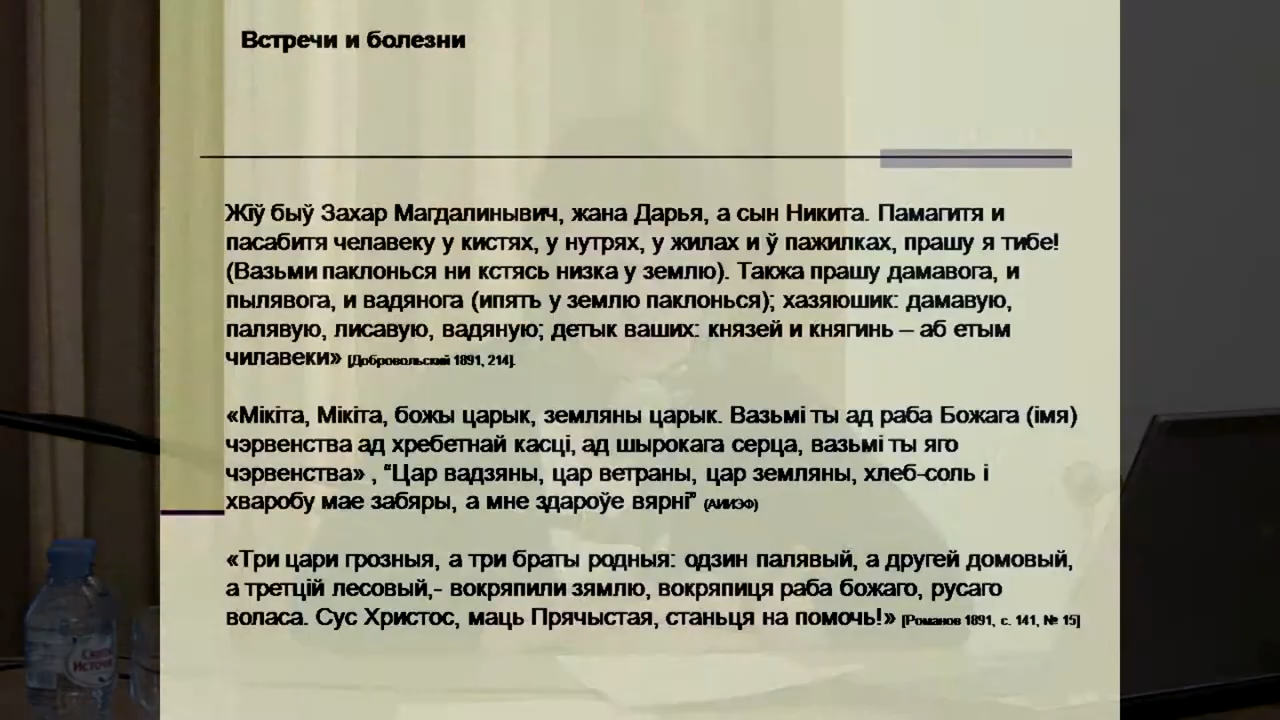 Встречи и болезни
Жіў быў Захар Магдалинывич, жана Дарья, а сын Никита. Памагитя и
пасабитя челавеку у кистях, у нутрях, у жилах и ў пажилках, прашу я тибе!
(Вазьми паклонься ни кстясь низка у землю). Такжа прашу дамавога, и
пылявога, и вадянога (ипять у землю паклонься); хазяюшик: дамавую,
палявую, лисавую, вадяную; детык ваших: князей и княгинь – аб етым
чилавеки» [Добровольский 1891, 214].
«Мікіта, Мікіта, божы царык, земляны царык. Вазьмі ты ад раба Божага (імя)
чэрвенства ад хребетнай касці, ад шырокага серца, вазьмі ты яго
чэрвенства» , “Цар вадзяны, цар ветраны, цар земляны, хлеб-соль і
хваробу мае забяры, а мне здароўе вярні” (АИИЭФ)
«Три цари грозныя, а три браты родныя: одзин палявый, а другей домовый,
а третцій лесовый,- вокряпили зямлю, вокряпиця раба божаго, русаго
воласа. Сус Христос, маць Прячыстая, станьця на помочь!» [Романов 1891, с. 141, № 15]